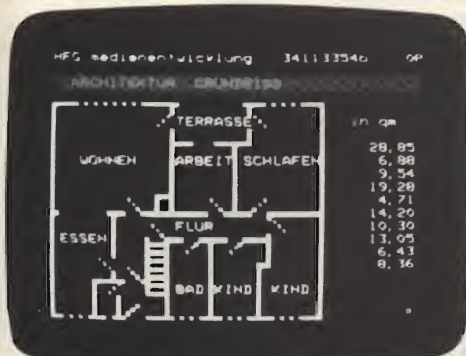 HFG medienentwicklung 341133546 0P
ARCHITEKTUR GRUNDRISS
TERRASSE
in qm
WOHNEN ARBEIT SCHLAFEN
28,85
6,88
9,54
19,28
4,71
14,20
10,30
13,05
6,43
8,36
FLUR
ESSEN
BAD KIND KIND